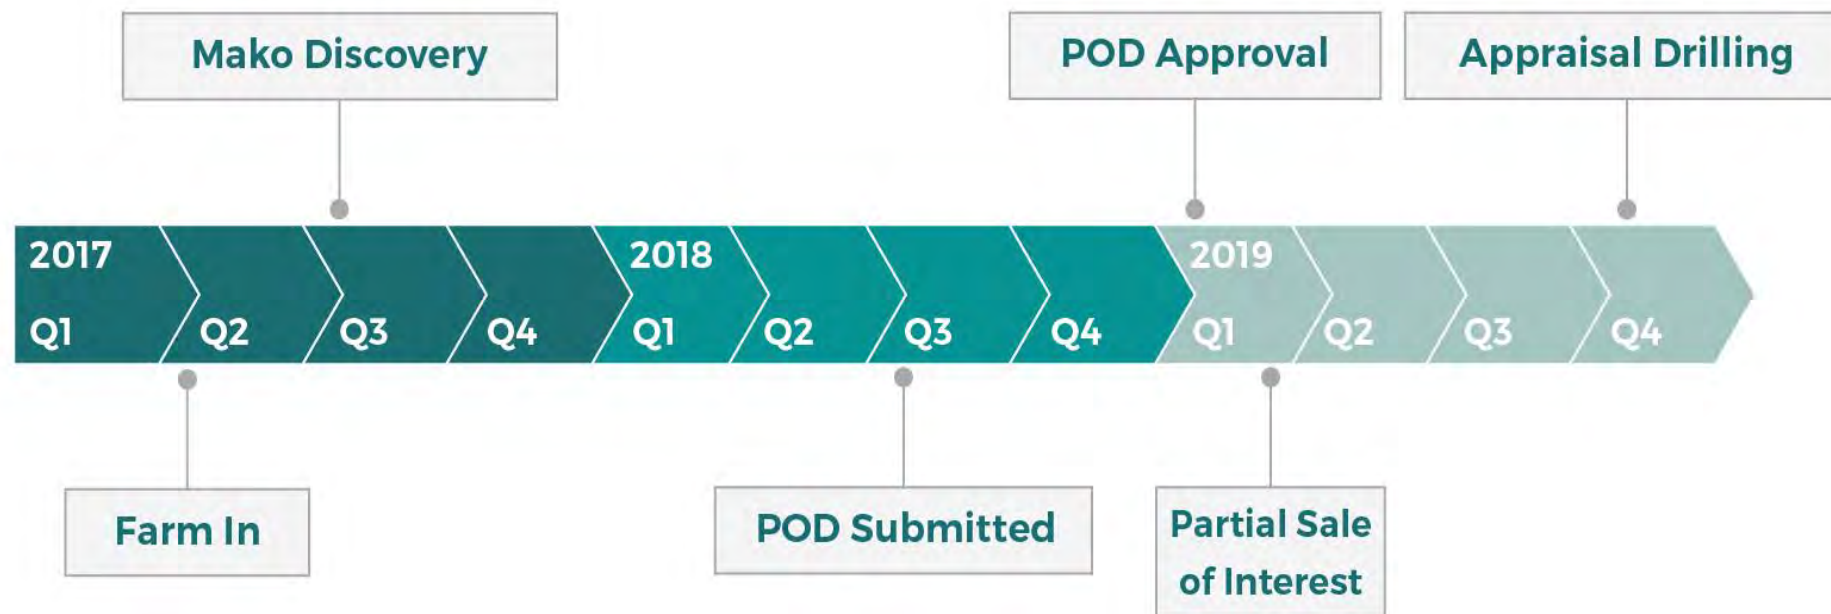 Mako Discovery
POD Approval
Appraisal Drilling
2017
2018
2019
Q1
Q2
Q3
Q4
Q1
Q2
Q3
Q4
Q1
Q2
Q3
Q4
Farm In
POD Submitted
Partial Sale
of Interest